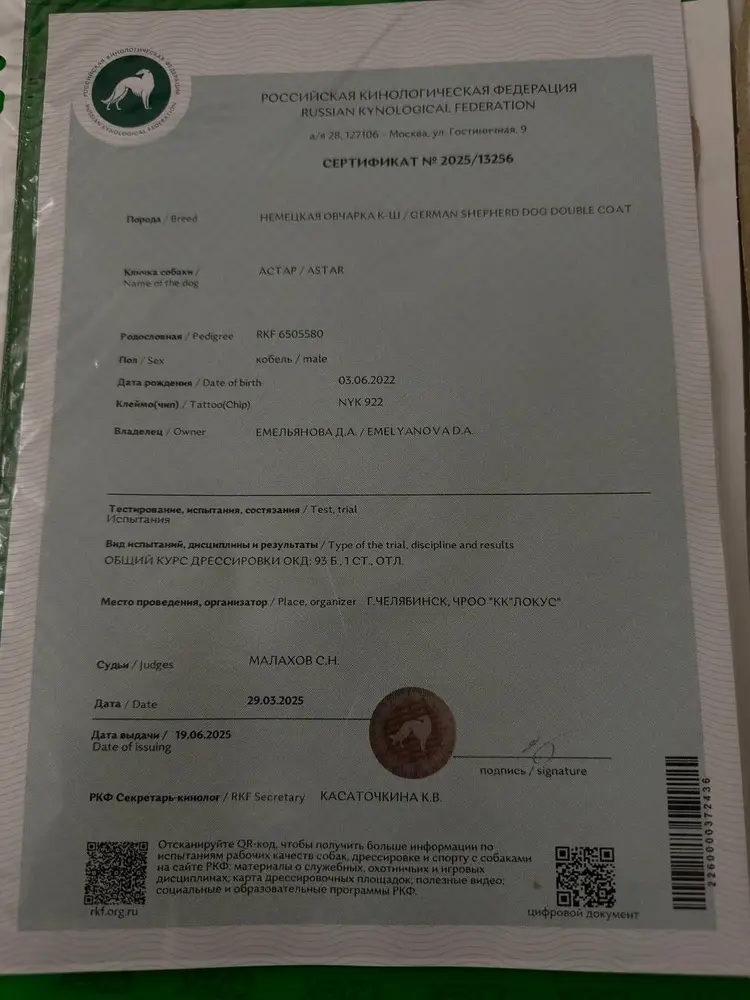 РОССИЙСКАЯ КИНОЛОГИЧЕСКАЯ ФЕДЕРАЦИЯ
RUSSIAN KYNOLOGICAL FEDERATION
РОССИЙСКАЯ КИНОЛОГИЧЕСКАЯ ФЕДЕРАЦИЯ
RUSSIAN KYNOLOGICAL FEDERATION
а/я 28, 127106 - Москва, ул. Гостиничная, 9
СЕРТИФИКАТ № 2025/13256
Порода / Breed НЕМЕЦКАЯ ОВЧАРКА К-Ш / GERMAN SHEPHERD DOG DOUBLE COAT
Кличка собаки / АСТАР / ASTAR
Name of the dog
Родословная / Pedigree RKF 6505580
Пол / Sex кобель / male
Дата рождения / Date of birth 03.06.2022
Клеймо(чип) / Tattoo(Chip) NYK 922
Владелец / Owner ЕМЕЛЬЯНОВА Д.А. / EMELYANOVA D.A.
Тестирование, испытания, состязания / Test, trial
Испытания
Вид испытаний, дисциплины и результаты / Type of the trial, discipline and results
ОБЩИЙ КУРС ДРЕССИРОВКИ ОКД: 93 Б., 1 СТ., ОТЛ.
Место проведения, организатор / Place, organizer Г.ЧЕЛЯБИНСК, ЧРОО "КК"ЛОКУС"
Судьи / Judges МАЛАХОВ С.Н.
Дата / Date 29.03.2025
Дата выдачи / 19.06.2025
Date of issuing
подпись / signature
РКФ Секретарь-кинолог / RKF Secretary КАСАТОЧКИНА К.В.
Отсканируйте QR-код, чтобы получить больше информации по
испытаниям рабочих качеств собак, дрессировке и спорту с собаками
на сайте РКФ: материалы о служебных, охотничьих и игровых
дисциплинах; карта дрессировочных площадок; полезные видео;
социальные и образовательные программы РКФ.
rkf.org.ru
цифровой документ
2260000372436